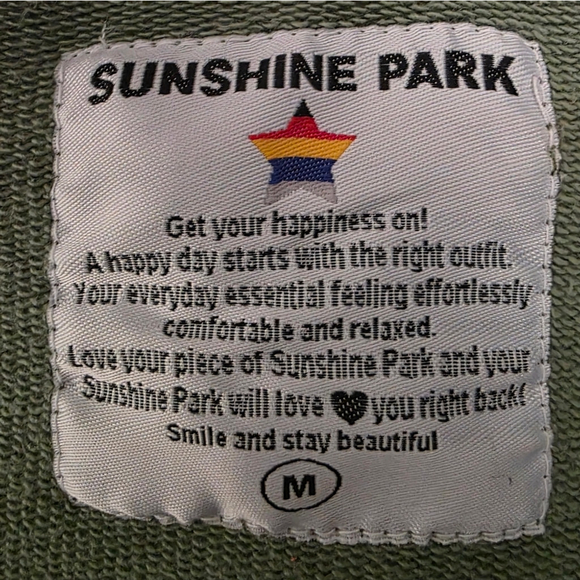 SUNSHINE PARK
Get your happiness on!
A happy day starts with the right outfit.
Your everyday essential feeling effortlessly
comfortable and relaxed.
Love your piece of Sunshine Park and your
Sunshine Park will love you right back!
Smile and stay beautiful
M